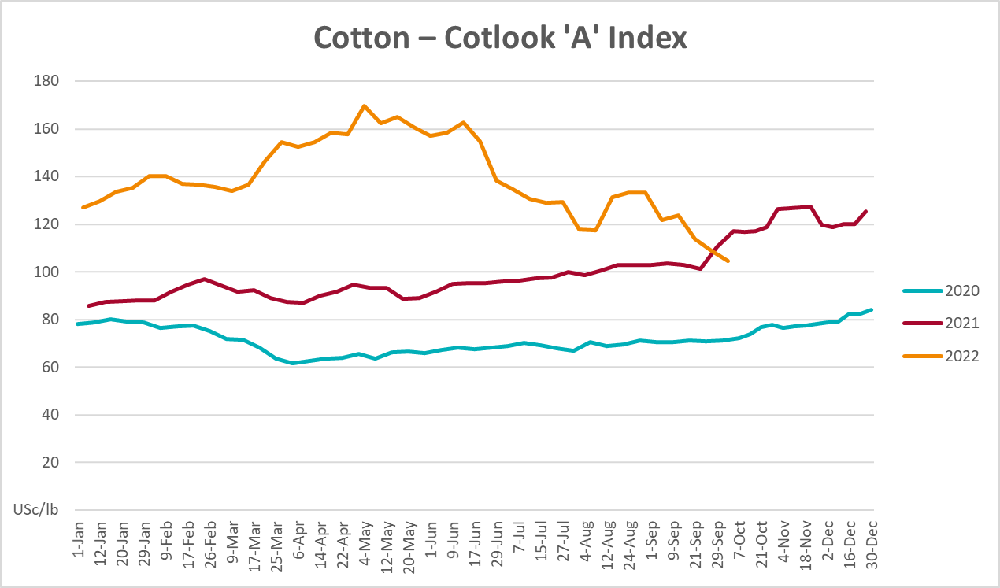 Cotton – Cotlook 'A' Index
180
160
140
120
100
80
60
40
20
USc/lb
1-Jan
12-Jan
20-Jan
29-Jan
9-Feb
18-Feb
26-Feb
9-Mar
17-Mar
25-Mar
6-Apr
14-Apr
22-Apr
4-May
12-May
20-May
1-Jun
9-Jun
17-Jun
29-Jun
7-Jul
15-Jul
27-Jul
4-Aug
12-Aug
24-Aug
1-Sep
9-Sep
21-Sep
29-Sep
7-Oct
21-Oct
4-Nov
18-Nov
2-Dec
16-Dec
30-Dec
2020
2021
2022